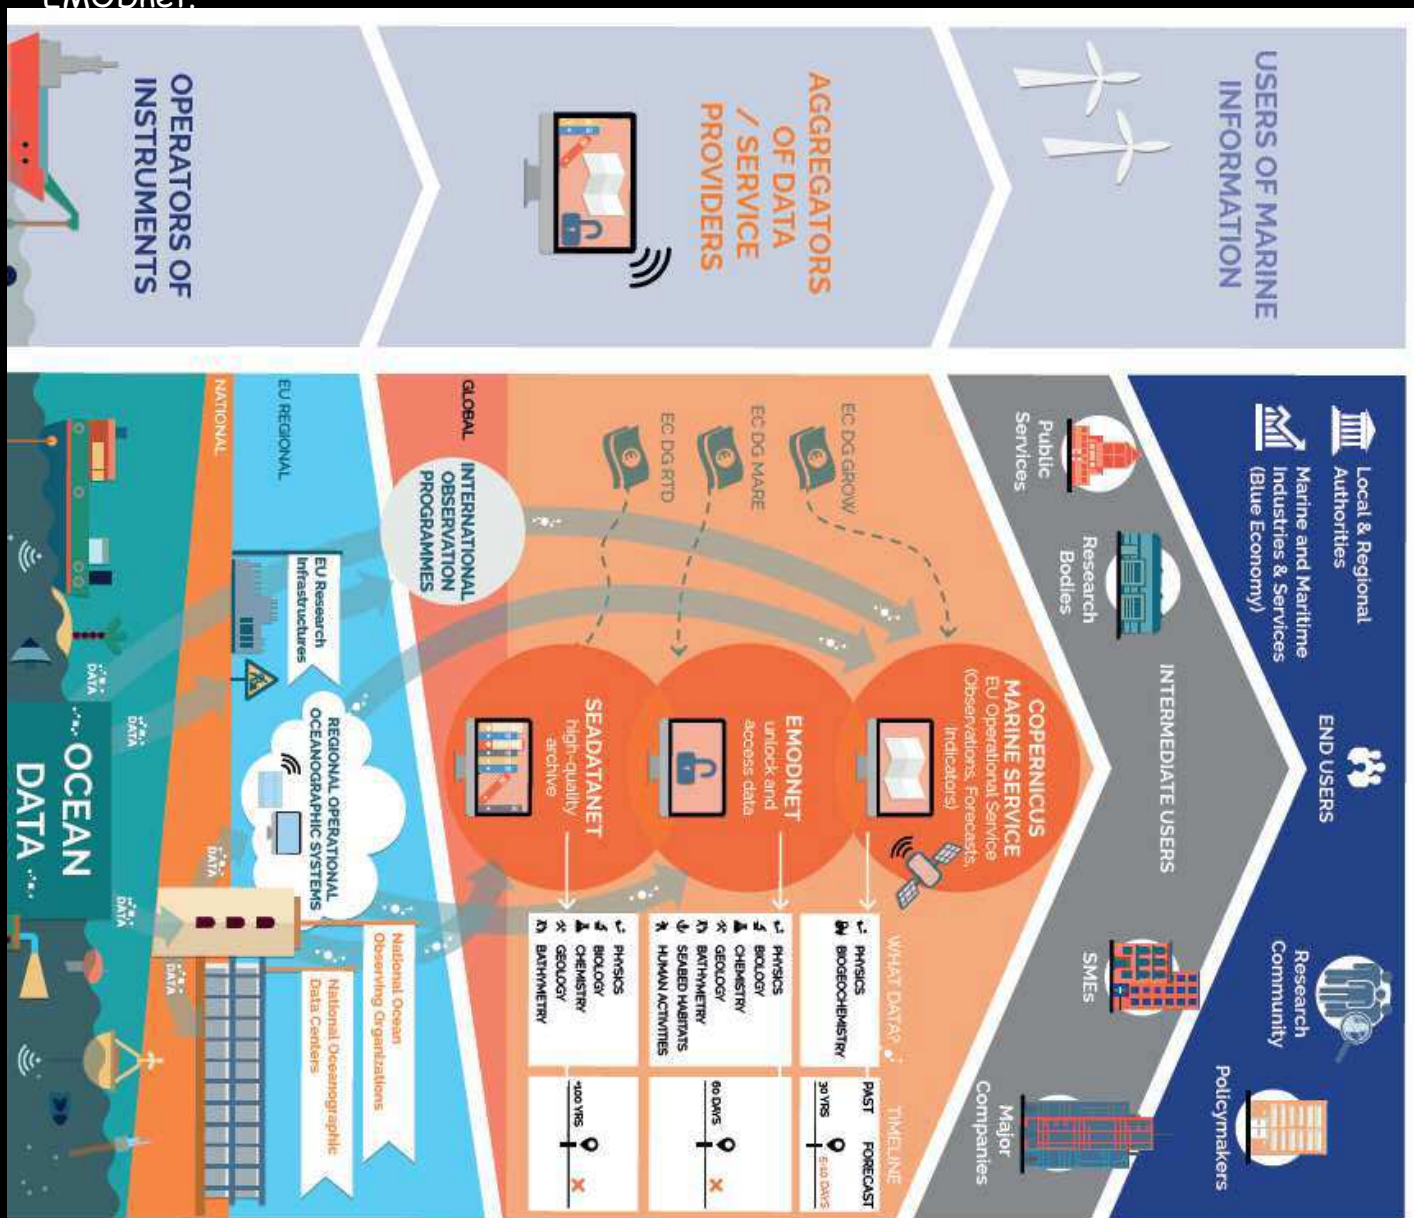 EMODnet.
USERS OF MARINE
INFORMATION
AGGREGATORS
OF DATA
/ SERVICE
PROVIDERS
OPERATORS OF
INSTRUMENTS
Local & Regional
Authorities
Marine and Maritime
Industries & Services
(Blue Economy)
END USERS
Research
Community
Policymakers
Public
Services
Research
Bodies
INTERMEDIATE USERS
SMEs
Major
Companies
EC DG GROW
EC DG MARE
EC DG RTD
COPERNICUS
MARINE SERVICE
EU Operational Service
(Observations, Forecasts,
Indicators)
EMODNET
unlock and
access data
SEADATANET
high-quality
archive
WHAT DATA?
TIMELINE
PHYSICS
BIOGEOCHEMISTRY
PAST
FORECAST
30 YRS
5-10 DAYS
PHYSICS
BIOLOGY
CHEMISTRY
GEOLOGY
BATHYMETRY
SEABED HABITATS
HUMAN ACTIVITIES
60 DAYS
PHYSICS
BIOLOGY
CHEMISTRY
GEOLOGY
BATHYMETRY
+100 YRS
GLOBAL
INTERNATIONAL
OBSERVATION
PROGRAMMES
EU REGIONAL
EU Research
Infrastructures
REGIONAL OPERATIONAL
OCEANOGRAPHIC SYSTEMS
National Ocean
Observing Organizations
National Oceanographic
Data Centers
NATIONAL
DATA
DATA
DATA
DATA
DATA
OCEAN
DATA